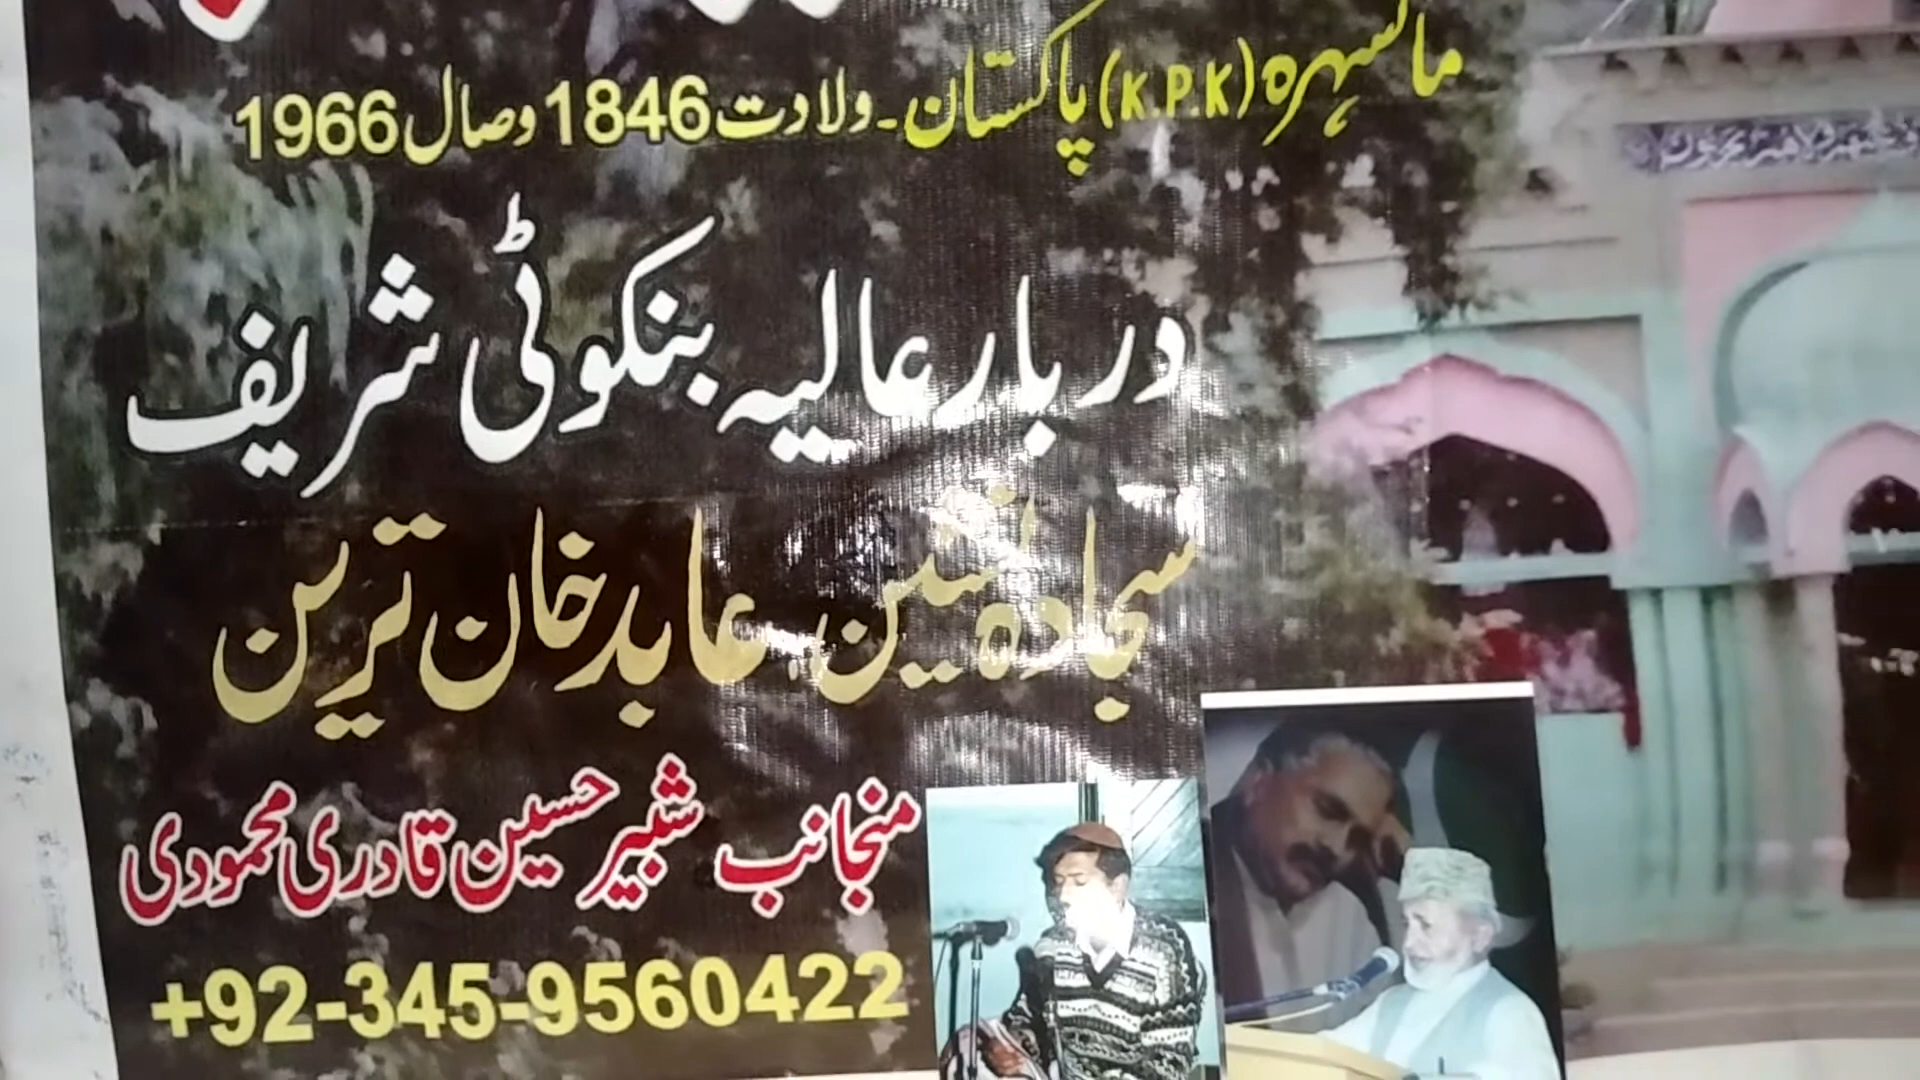 مانسہرہ (K.P.K) پاکستان۔ ولادت 1846 وصال 1966
دربار عالیہ بنکوٹی شریف
سجادہ نشین عابد خان ترین
منجانب شبیر حسین قادری محمودی
+92-345-9560422